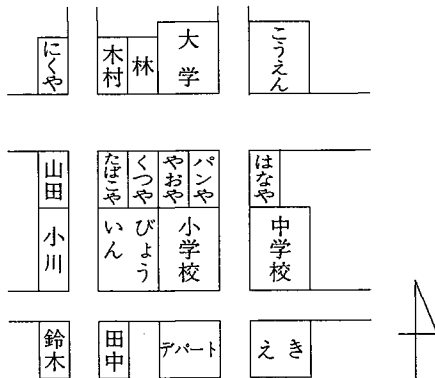 にくや
木村
林
大学
こうえん
山田
たばこや
くつや
やおや
パンや
はなや
小川
びょういん
小学校
中学校
鈴木
田中
デパート
えき